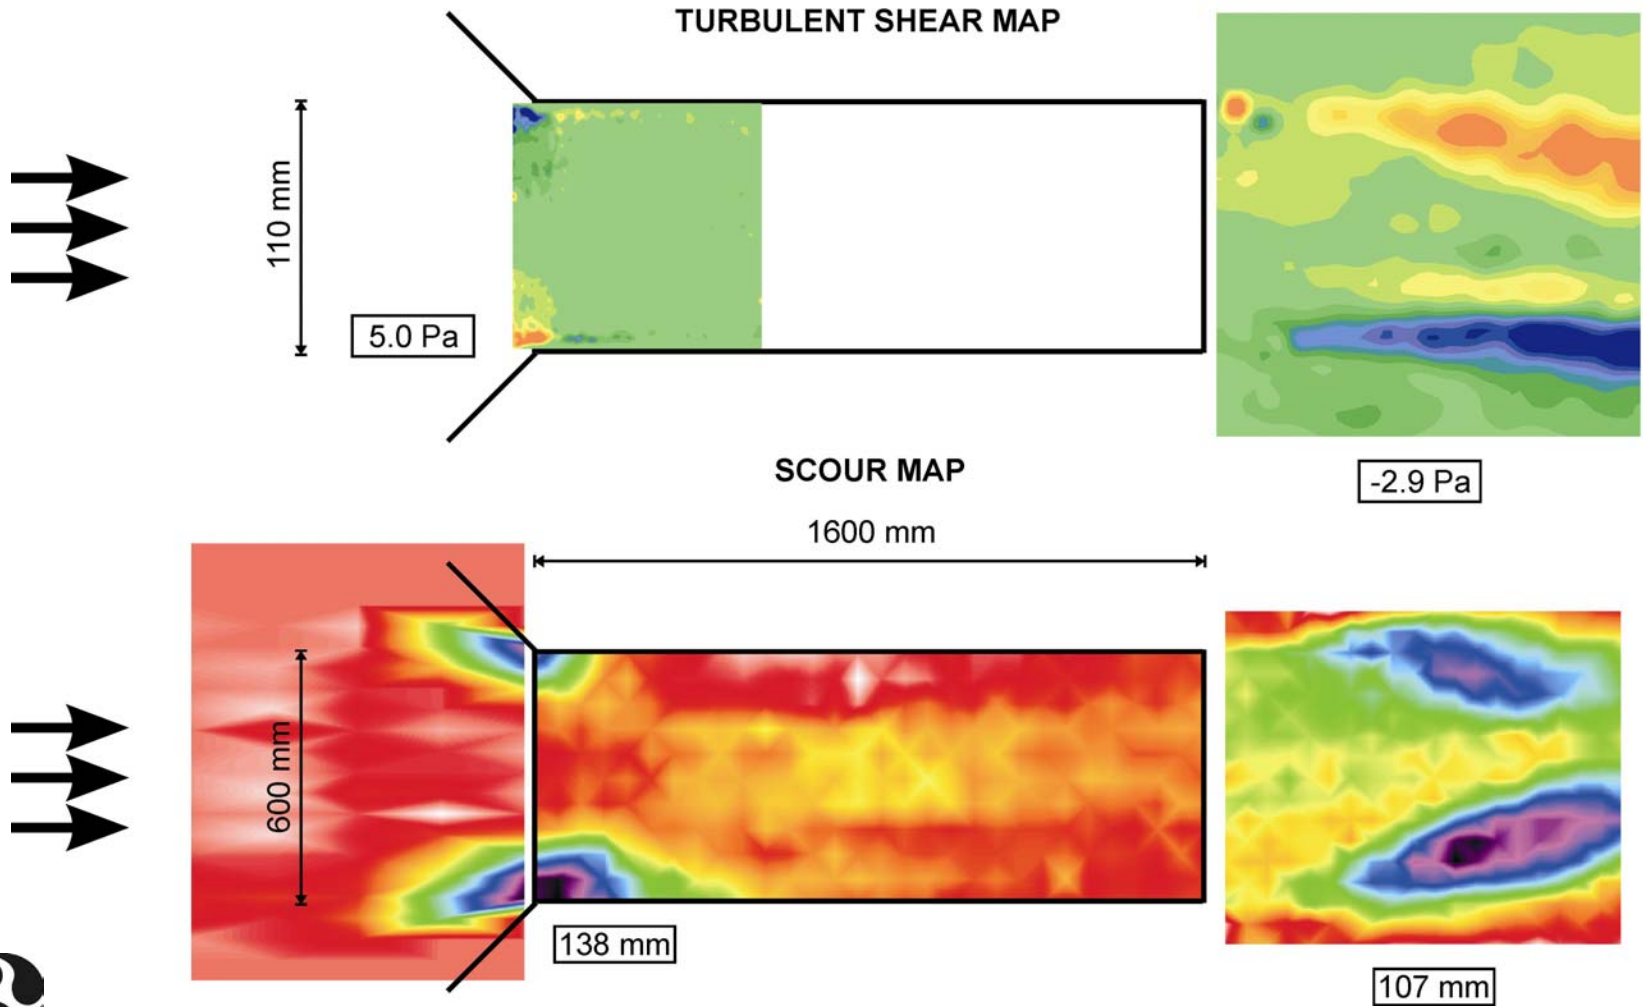 TURBULENT SHEAR MAP
110 mm
5.0 Pa
-2.9 Pa
SCOUR MAP
1600 mm
600 mm
138 mm
107 mm